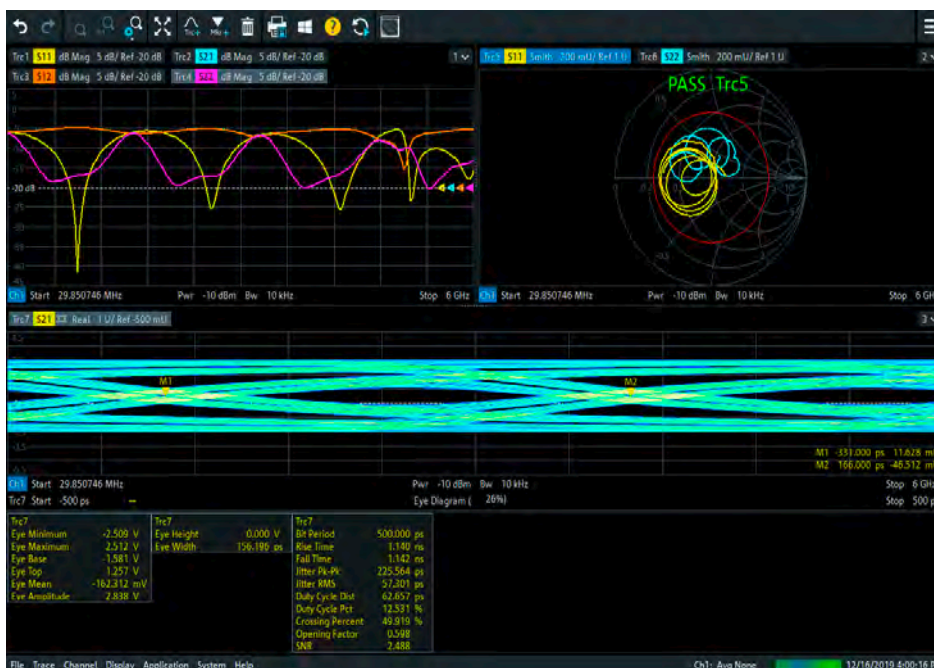 Trc1 S11 dB Mag 5 dB/ Ref -20 dB Trc2 S21 dB Mag 5 dB/ Ref -20 dB 1
Trc3 S12 dB Mag 5 dB/ Ref -20 dB Trc4 S22 dB Mag 5 dB/ Ref -20 dB
-20 dB
Ch1 Start 29.850746 MHz Pwr -10 dBm Bw 10 kHz Stop 6 GHz
Trc5 S11 Smith 200 mU/ Ref 1 U Trc6 S22 Smith 200 mU/ Ref 1 U 2
PASS Trc5
Ch1 Start 29.850746 MHz Pwr -10 dBm Bw 10 kHz Stop 6 GHz
Trc7 S21 Real 1 U/ Ref -500 mU 3
M1 M2
M1 -331.000 ps 11.628 m
M2 166.000 ps -46.512 m
Ch1 Start 29.850746 MHz Pwr -10 dBm Bw 10 kHz Stop 6 GHz
Trc7 Start -500 ps Eye Diagram ( 26%) Stop 500 p
Trc7
Eye Minimum -2.509 V
Eye Maximum 2.512 V
Eye Base -1.581 V
Eye Top 1.257 V
Eye Mean -162.312 mV
Eye Amplitude 2.838 V
Trc7
Eye Height 0.000 V
Eye Width 156.196 ps
Trc7
Bit Period 500.000 ps
Rise Time 1.140 ns
Fall Time 1.142 ns
Jitter Pk-Pk 225.564 ps
Jitter RMS 57.301 ps
Duty Cycle Dist 62.657 ps
Duty Cycle Pct 12.531 %
Crossing Percent 49.919 %
Opening Factor 0.598
SNR 2.488
File Trace Channel Display Application System Help Ch1: Avg None 12/16/2019 4:00:16